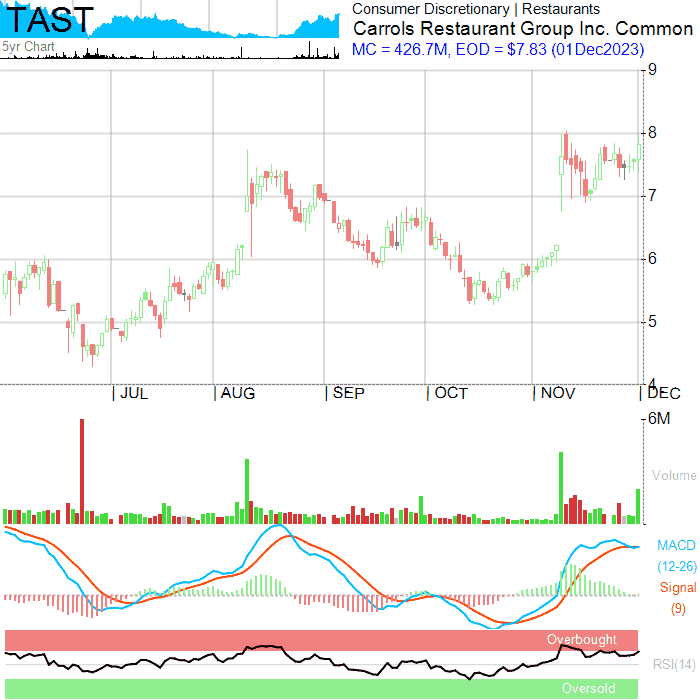 TAST
5yr Chart
Consumer Discretionary | Restaurants
Carrols Restaurant Group Inc. Common
MC = 426.7M, EOD = $7.83 (01Dec2023)
9
8
7
6
5
4
JUL AUG SEP OCT NOV DEC
6M
Volume
MACD
(12-26)
Signal
(9)
Overbought
RSI(14)
Oversold